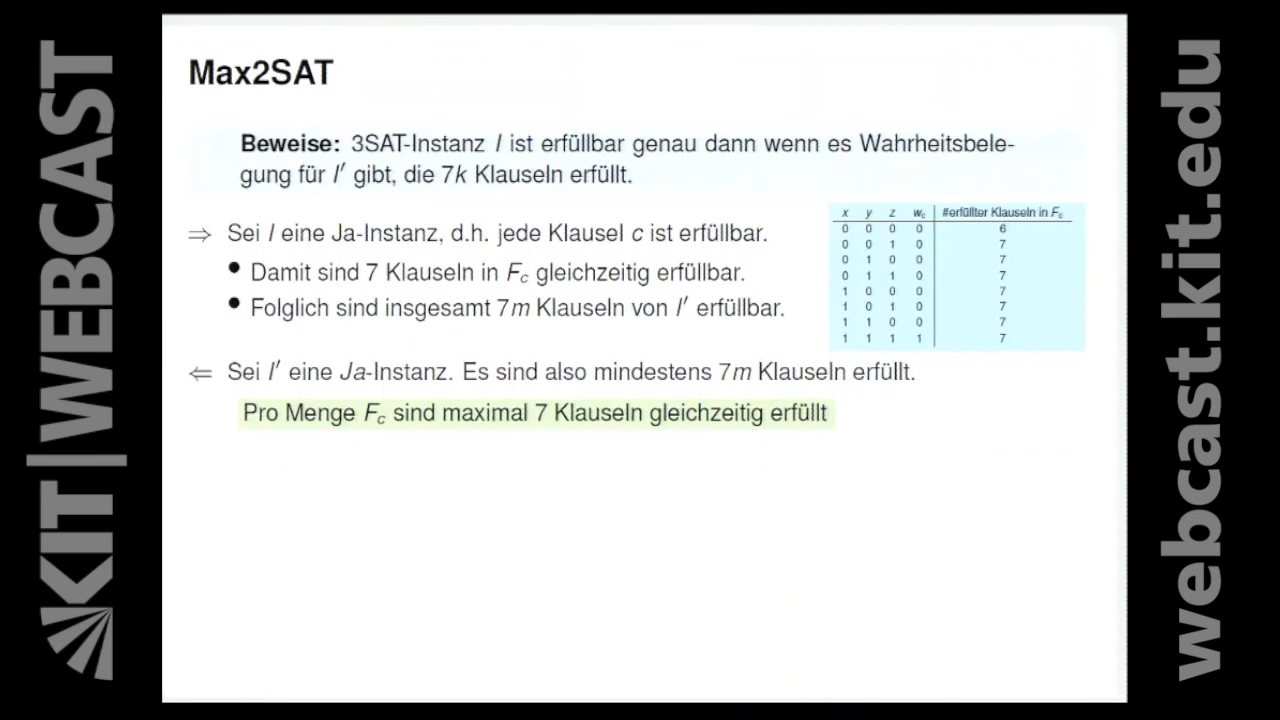 KIT | WEBCAST
Max2SAT
Beweise: 3SAT-Instanz I ist erfüllbar genau dann wenn es Wahrheitsbele-
gung für I′ gibt, die 7k Klauseln erfüllt.
⇒ Sei I eine Ja-Instanz, d.h. jede Klausel c ist erfüllbar.
• Damit sind 7 Klauseln in Fc gleichzeitig erfüllbar.
• Folglich sind insgesamt 7m Klauseln von I′ erfüllbar.
x y z wc #erfüllter Klauseln in Fc
0 0 0 0 6
0 0 1 0 7
0 1 0 0 7
0 1 1 0 7
1 0 0 0 7
1 0 1 0 7
1 1 0 0 7
1 1 1 1 7
⇐ Sei I′ eine Ja-Instanz. Es sind also mindestens 7m Klauseln erfüllt.
Pro Menge Fc sind maximal 7 Klauseln gleichzeitig erfüllt
webcast.kit.edu